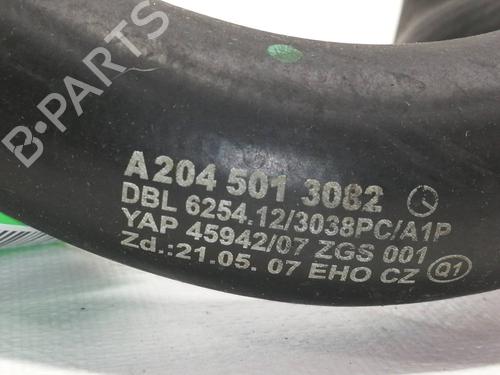 B-PARTS
A 204 501 3082
DBL 6254.12/3038PC/A1P
YAP 45942/07 ZGS 001
Zd.:21.05. 07 EHO CZ Q1